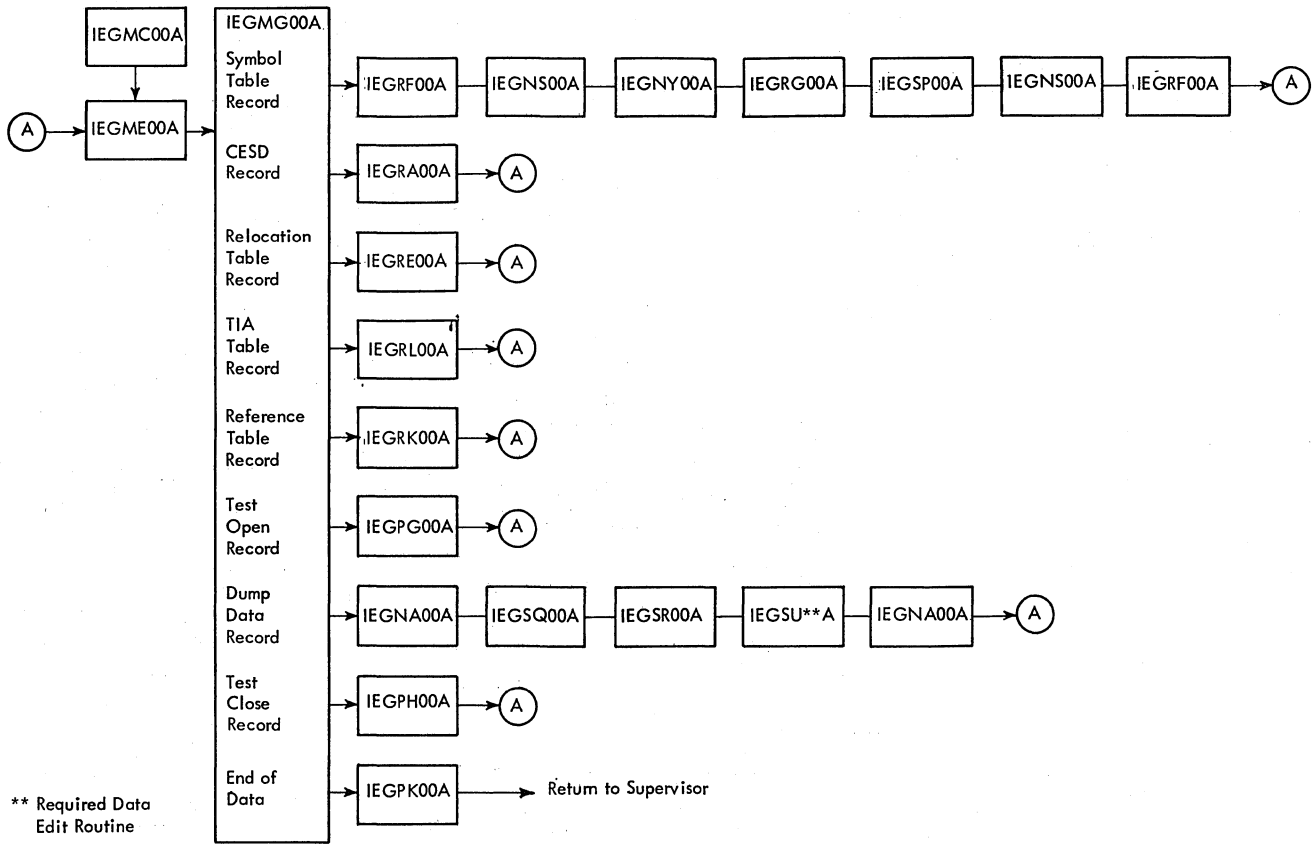 IEGMC00A
A
IEGME00A
IEGMG00A
Symbol
Table
Record
IEGRF00A
IEGNS00A
IEGNY00A
IEGRG00A
IEGSP00A
IEGNS00A
IEGRF00A
A
CESD
Record
IEGRA00A
A
Relocation
Table
Record
IEGRE00A
A
TIA
Table
Record
IEGRL00A
A
Reference
Table
Record
IEGRK00A
A
Test
Open
Record
IEGPG00A
A
Dump
Data
Record
IEGNA00A
IEGSQ00A
IEGSR00A
IEGSU**A
IEGNA00A
A
Test
Close
Record
IEGPH00A
A
End of
Data
IEGPK00A
Return to Supervisor
** Required Data
Edit Routine